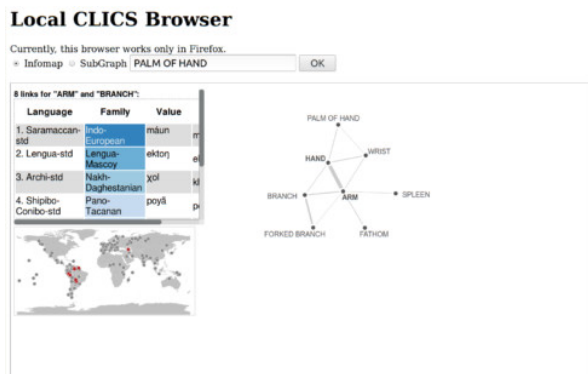 Local CLICS Browser
Currently, this browser works only in Firefox.
Infomap SubGraph PALM OF HAND OK
8 links for "ARM" and "BRANCH":
Language Family Value
1. Saramaccan-std Indo-European máun
2. Lengua-std Lengua-Mascoy ektoŋ
3. Archi-std Nakh-Daghestanian χol
4. Shipibo-Conibo-std Pano-Tacanan poyã
PALM OF HAND
WRIST
HAND
BRANCH
ARM
SPLEEN
FORKED BRANCH
FATHOM